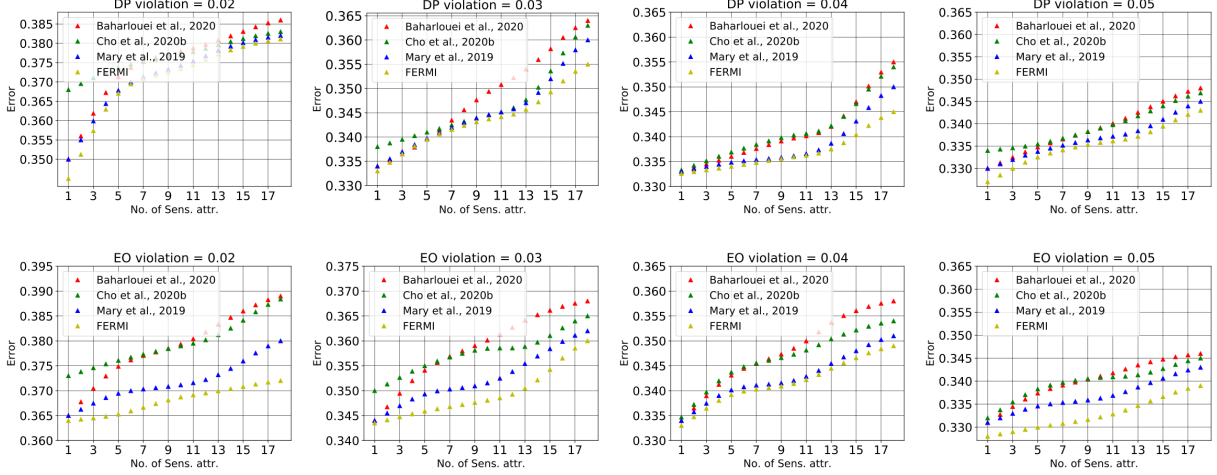 DP violation = 0.02
0.385
0.380
0.375
0.370
0.365
0.360
0.355
0.350
Error
Baharlouei et al., 2020
Cho et al., 2020b
Mary et al., 2019
FERMI
1 3 5 7 9 11 13 15 17
No. of Sens. attr.
DP violation = 0.03
0.365
0.360
0.355
0.350
0.345
0.340
0.335
0.330
Error
Baharlouei et al., 2020
Cho et al., 2020b
Mary et al., 2019
FERMI
1 3 5 7 9 11 13 15 17
No. of Sens. attr.
DP violation = 0.04
0.365
0.360
0.355
0.350
0.345
0.340
0.335
0.330
Error
Baharlouei et al., 2020
Cho et al., 2020b
Mary et al., 2019
FERMI
1 3 5 7 9 11 13 15 17
No. of Sens. attr.
DP violation = 0.05
0.365
0.360
0.355
0.350
0.345
0.340
0.335
0.330
Error
Baharlouei et al., 2020
Cho et al., 2020b
Mary et al., 2019
FERMI
1 3 5 7 9 11 13 15 17
No. of Sens. attr.
EO violation = 0.02
0.395
0.390
0.385
0.380
0.375
0.370
0.365
0.360
Error
Baharlouei et al., 2020
Cho et al., 2020b
Mary et al., 2019
FERMI
1 3 5 7 9 11 13 15 17
No. of Sens. attr.
EO violation = 0.03
0.375
0.370
0.365
0.360
0.355
0.350
0.345
0.340
Error
Baharlouei et al., 2020
Cho et al., 2020b
Mary et al., 2019
FERMI
1 3 5 7 9 11 13 15 17
No. of Sens. attr.
EO violation = 0.04
0.365
0.360
0.355
0.350
0.345
0.340
0.335
0.330
Error
Baharlouei et al., 2020
Cho et al., 2020b
Mary et al., 2019
FERMI
1 3 5 7 9 11 13 15 17
No. of Sens. attr.
EO violation = 0.05
0.365
0.360
0.355
0.350
0.345
0.340
0.335
0.330
Error
Baharlouei et al., 2020
Cho et al., 2020b
Mary et al., 2019
FERMI
1 3 5 7 9 11 13 15 17
No. of Sens. attr.